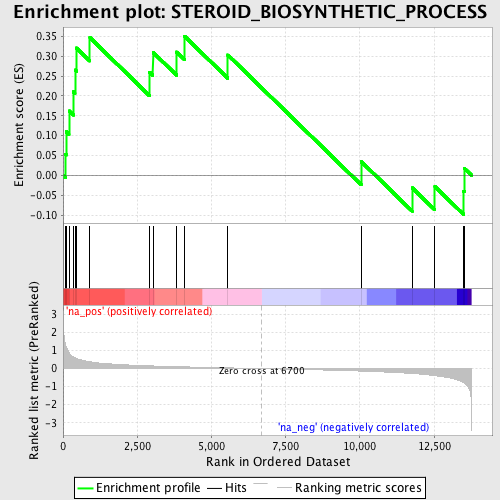 Enrichment plot: STEROID_BIOSYNTHETIC_PROCESS
Enrichment score (ES)
0.35
0.30
0.25
0.20
0.15
0.10
0.05
0.00
-0.05
-0.10
'na_pos' (positively correlated)
Ranked list metric (PreRanked)
3
2
1
0
-1
-2
-3
Zero cross at 6700
'na_neg' (negatively correlated)
0 2,500 5,000 7,500 10,000 12,500
Rank in Ordered Dataset
Enrichment profile Hits Ranking metric scores